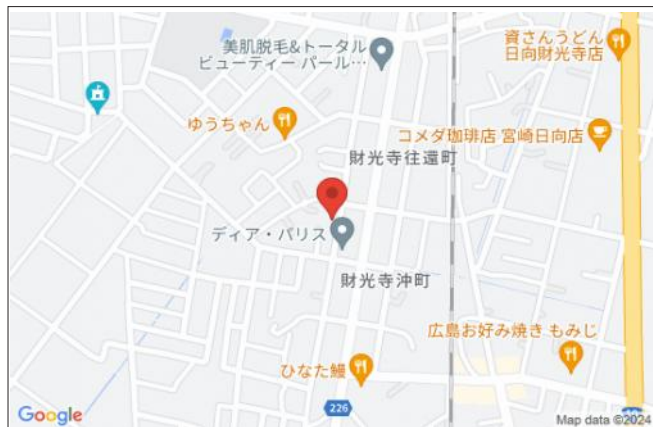 美肌脱毛&トータル
ビューティー パール…
資さんうどん
日向財光寺店
ゆうちゃん
コメダ珈琲店 宮崎日向店
財光寺往還町
ディア・パリス
財光寺沖町
広島お好み焼き もみじ
ひなた鰻
226
Google
Map data ©2024